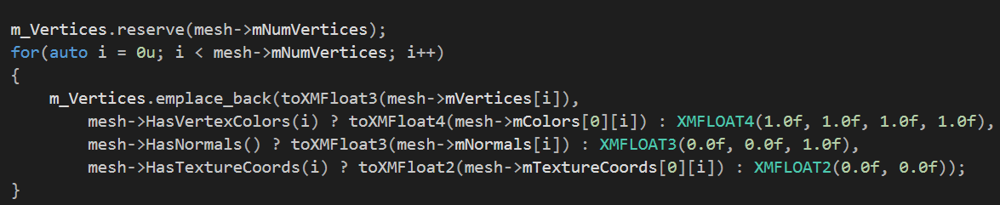 m_Vertices.reserve(mesh->mNumVertices);
for(auto i = 0u; i < mesh->mNumVertices; i++)
{
    m_Vertices.emplace_back(toXMFloat3(mesh->mVertices[i]),
        mesh->HasVertexColors(i) ? toXMFloat4(mesh->mColors[0][i]) : XMFLOAT4(1.0f, 1.0f, 1.0f, 1.0f),
        mesh->HasNormals() ? toXMFloat3(mesh->mNormals[i]) : XMFLOAT3(0.0f, 0.0f, 1.0f),
        mesh->HasTextureCoords(i) ? toXMFloat2(mesh->mTextureCoords[0][i]) : XMFLOAT2(0.0f, 0.0f));
}